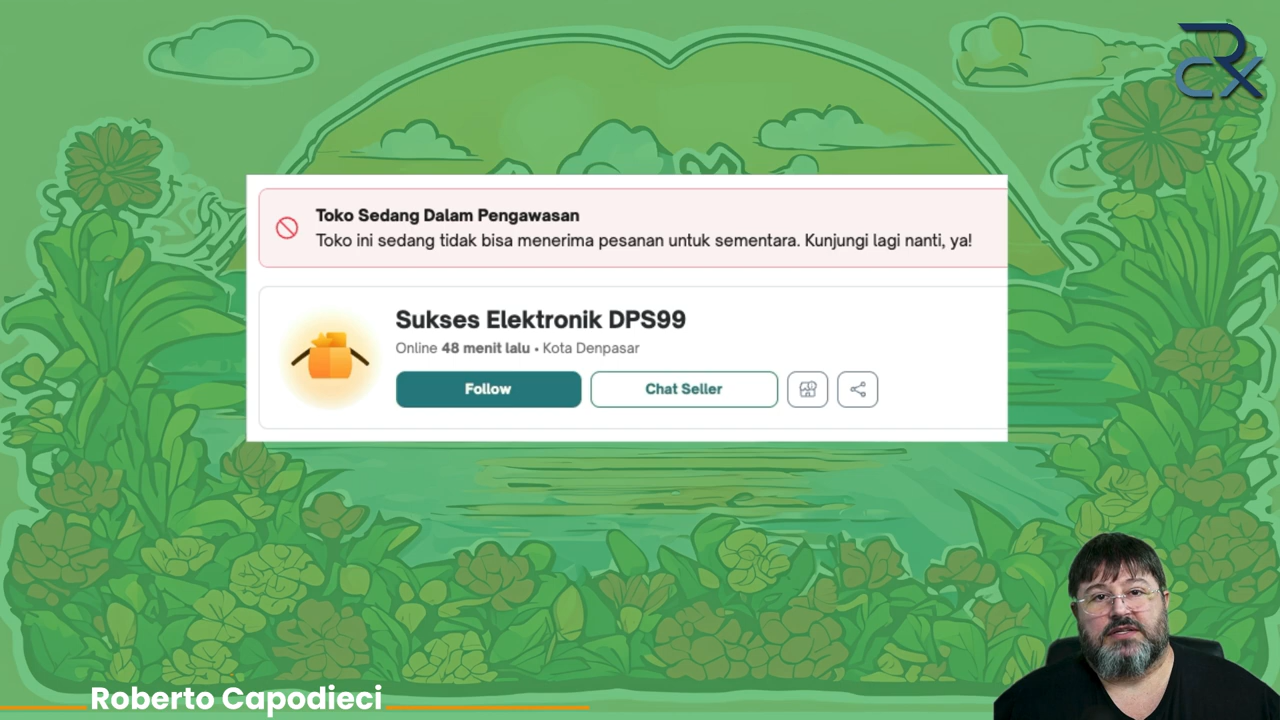 Toko Sedang Dalam Pengawasan
Toko ini sedang tidak bisa menerima pesanan untuk sementara. Kunjungi lagi nanti, ya!
Sukses Elektronik DPS99
Online 48 menit lalu • Kota Denpasar
Follow
Chat Seller
Roberto Capodieci